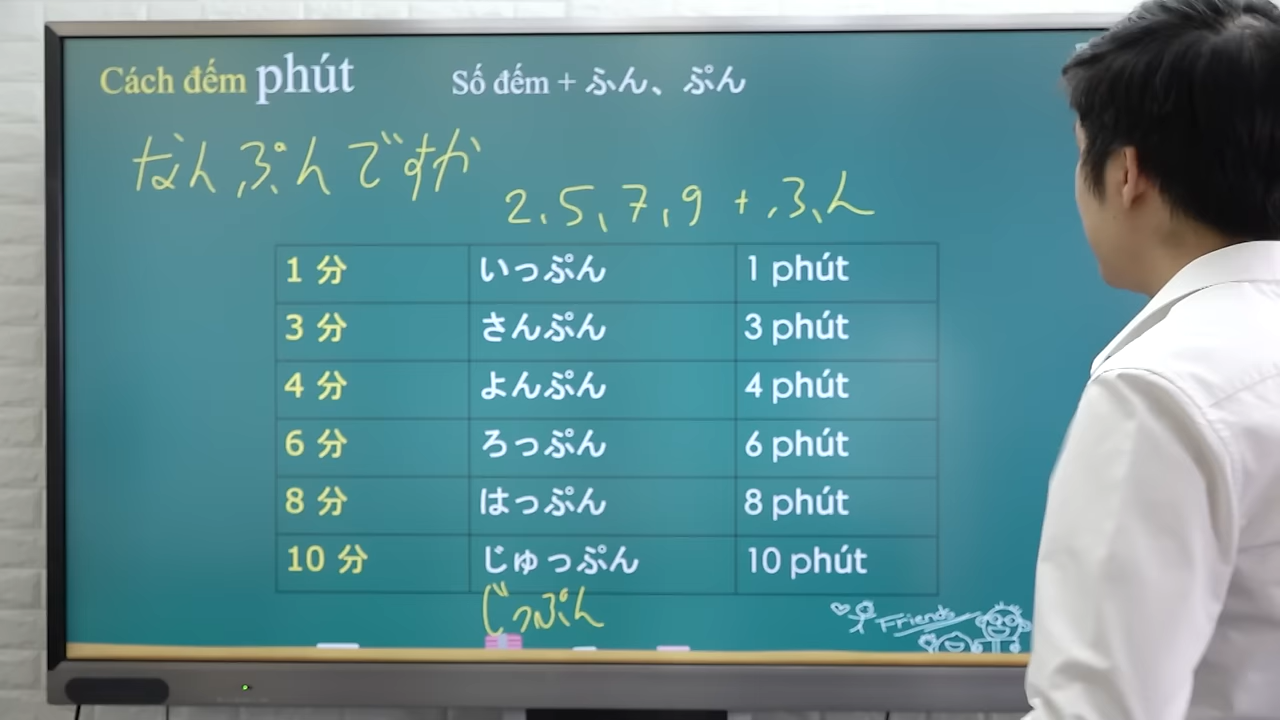 Cách đếm phút Số đếm + ふん、ぷん
なんぷんですか
2、5、7、9 + ふん
1 分 いっぷん 1 phút
3 分 さんぷん 3 phút
4 分 よんぷん 4 phút
6 分 ろっぷん 6 phút
8 分 はっぷん 8 phút
10 分 じゅっぷん 10 phút
じっぷん
Friends